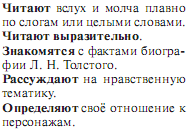 Читают вслух и молча плавно
по слогам или целыми словами.
Читают выразительно.
Знакомятся с фактами биогра-
фии Л. Н. Толстого.
Рассуждают на нравственную
тематику.
Определяют своё отношение к
персонажам.